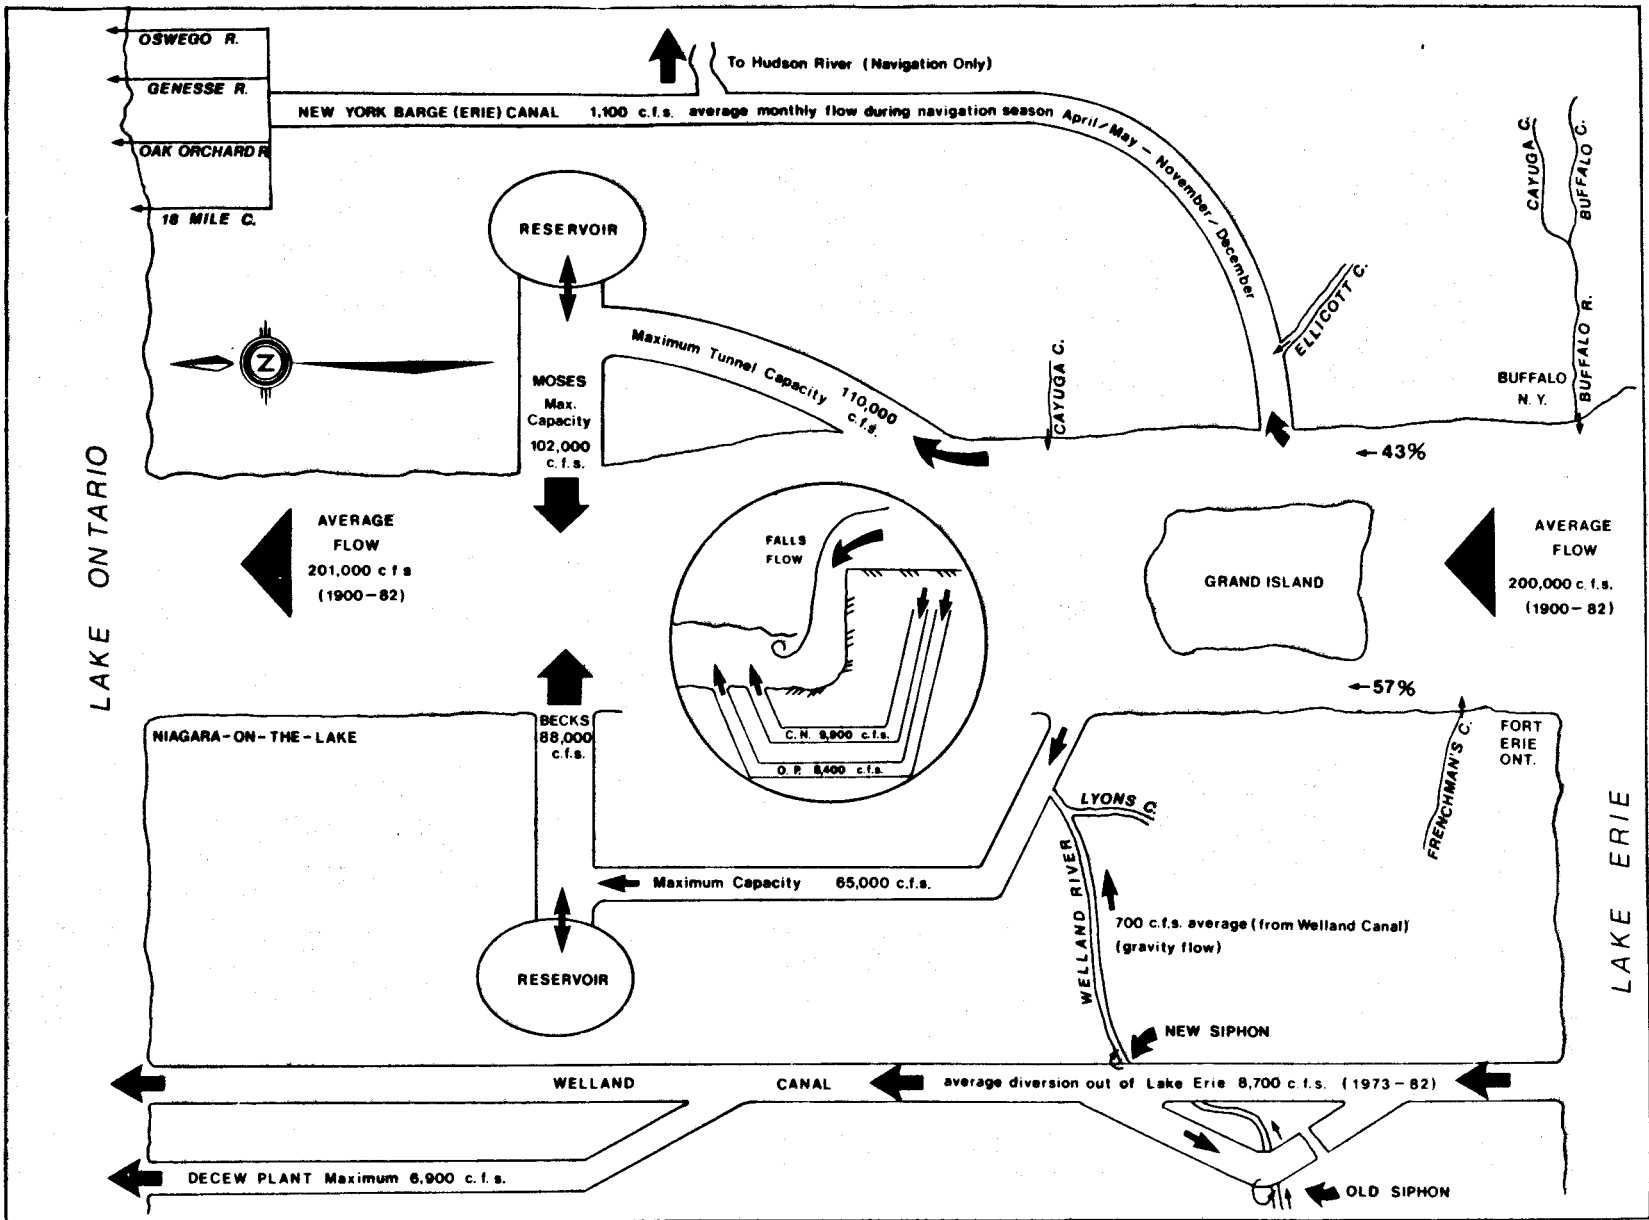 OSWEGO R.
GENESSE R.
OAK ORCHARD R
18 MILE C.
To Hudson River (Navigation Only)
NEW YORK BARGE (ERIE) CANAL 1,100 c.f.s. average monthly flow during navigation season April/May – November/December
CAYUGA C.
BUFFALO C.
BUFFALO R.
ELLICOTT C.
BUFFALO
N. Y.
RESERVOIR
Z
MOSES
Max.
Capacity
102,000
c.f.s.
Maximum Tunnel Capacity 110,000
c.f.s.
CAYUGA C.
43%
LAKE ONTARIO
AVERAGE
FLOW
201,000 c f s
(1900-82)
FALLS
FLOW
C. N. 9,900 c.f.s.
O. P. 8,400 c.f.s.
GRAND ISLAND
AVERAGE
FLOW
200,000 c.f.s.
(1900-82)
57%
NIAGARA-ON-THE-LAKE
BECKS
88,000
c.f.s.
FRENCHMAN'S C.
FORT
ERIE
ONT.
LYONS C.
LAKE ERIE
Maximum Capacity 65,000 c.f.s.
WELLAND RIVER
700 c.f.s. average (from Welland Canal)
(gravity flow)
RESERVOIR
NEW SIPHON
WELLAND CANAL average diversion out of Lake Erie 8,700 c.f.s. (1973-82)
DECEW PLANT Maximum 6,900 c.f.s.
OLD SIPHON